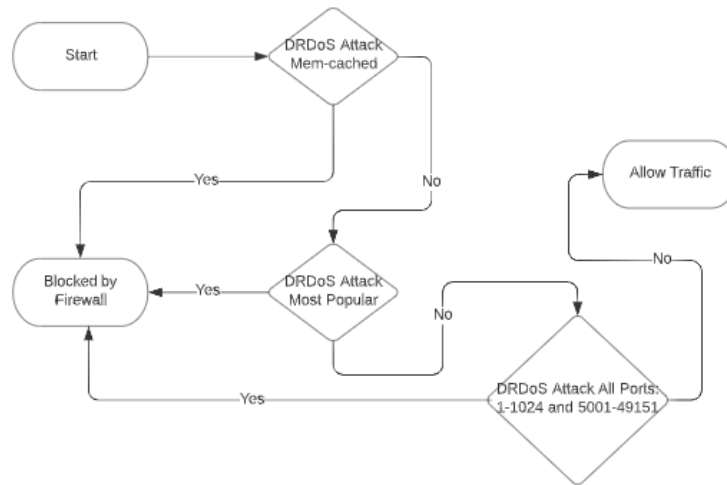 Start
DRDoS Attack
Mem-cached
Yes
No
Allow Traffic
Blocked by
Firewall
Yes
DRDoS Attack
Most Popular
No
No
DRDoS Attack All Ports:
1-1024 and 5001-49151
Yes